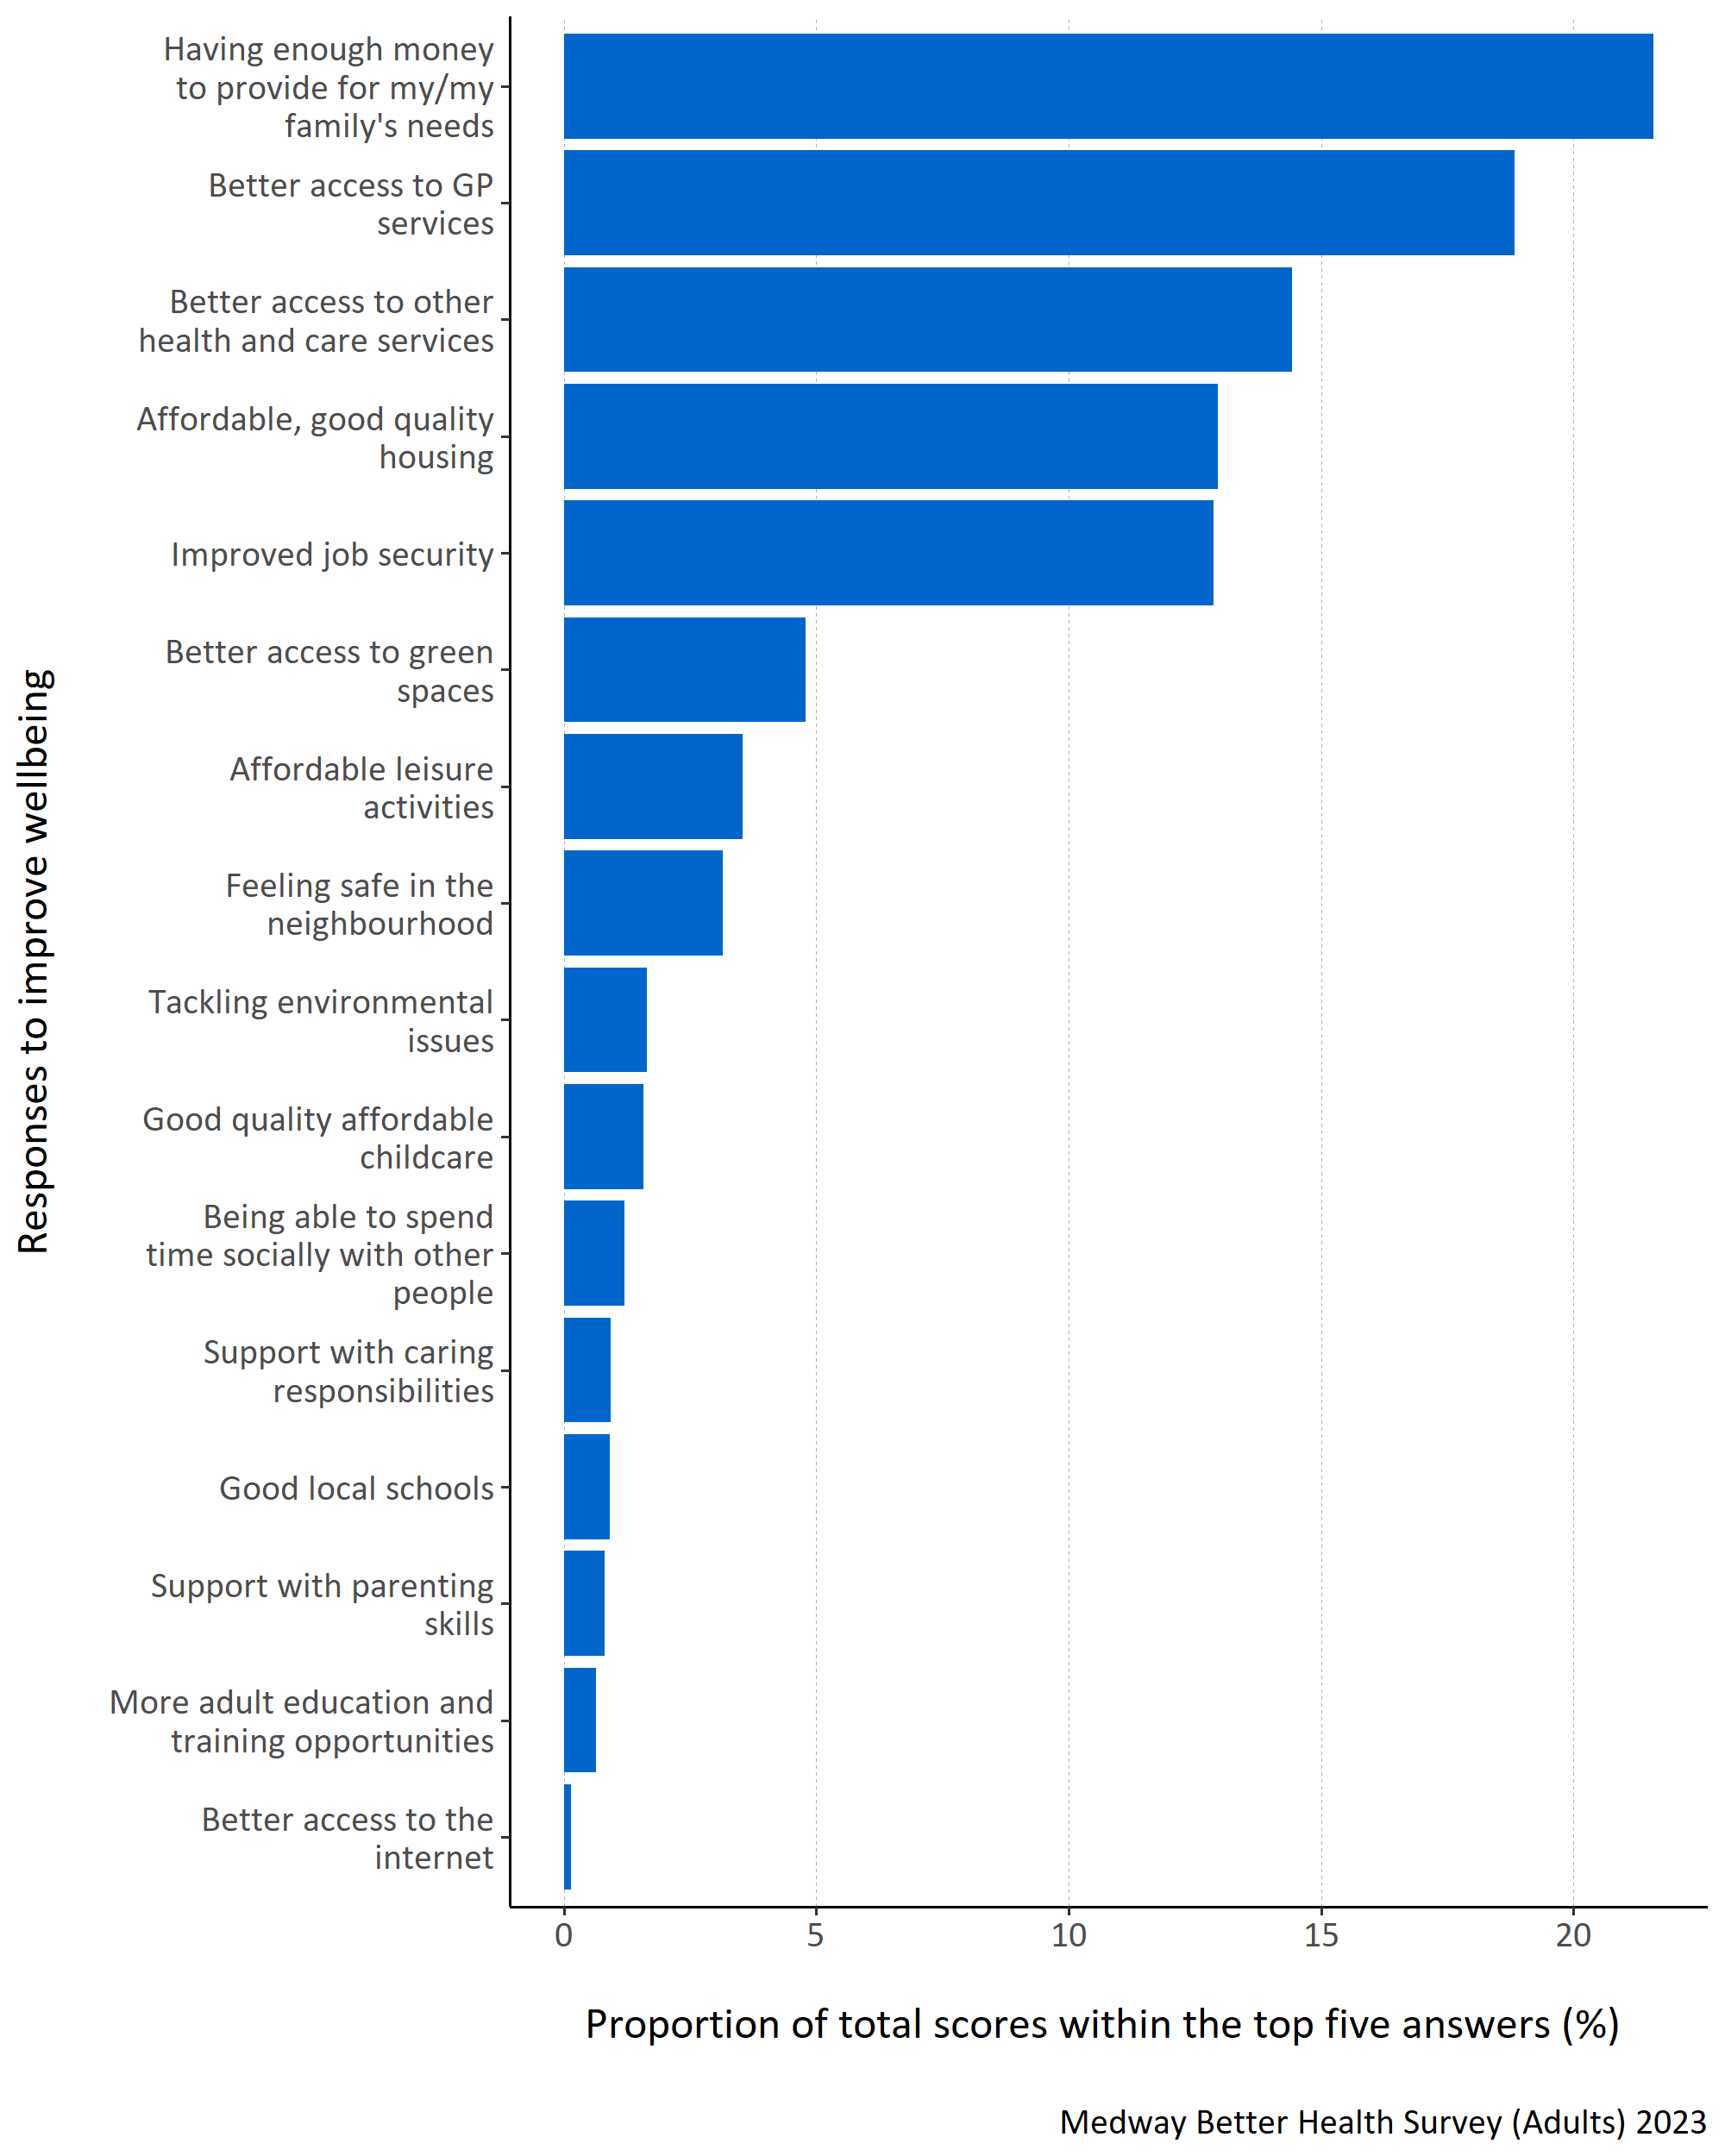 Having enough money
to provide for my/my
family's needs
Better access to GP
services
Better access to other
health and care services
Affordable, good quality
housing
Improved job security
Better access to green
spaces
Affordable leisure
activities
Feeling safe in the
neighbourhood
Tackling environmental
issues
Good quality affordable
childcare
Being able to spend
time socially with other
people
Support with caring
responsibilities
Good local schools
Support with parenting
skills
More adult education and
training opportunities
Better access to the
internet
Responses to improve wellbeing
0 5 10 15 20
Proportion of total scores within the top five answers (%)
Medway Better Health Survey (Adults) 2023